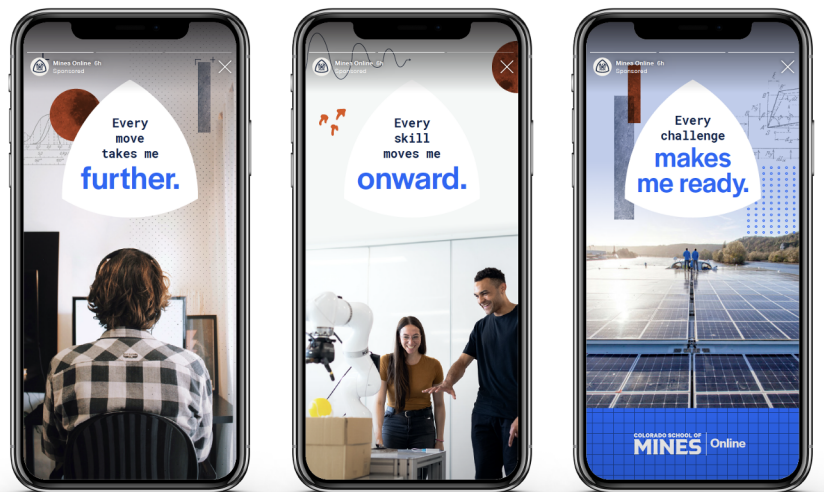 Mines Online 6h
Sponsored
Every
move
takes me
further.
Mines Online 6h
Sponsored
Every
skill
moves me
onward.
Mines Online 6h
Sponsored
Every
challenge
makes
me ready.
COLORADO SCHOOL OF
MINES Online